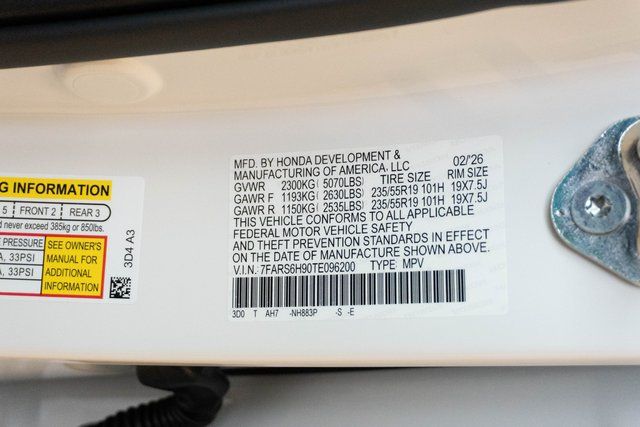 G INFORMATION
5 FRONT 2 REAR 3
d never exceed 385kg or 850lbs.
E PRESSURE
A, 33PSI
A, 33PSI
SEE OWNER'S
MANUAL FOR
ADDITIONAL
INFORMATION
3D4 A3
MFD. BY HONDA DEVELOPMENT & 02/'26
MANUFACTURING OF AMERICA, LLC
GVWR 2300KG( 5070LBS) TIRE SIZE RIM SIZE
GAWR F 1193KG( 2630LBS) 235/55R19 101H 19X7.5J
GAWR R 1150KG( 2535LBS) 235/55R19 101H 19X7.5J
THIS VEHICLE CONFORMS TO ALL APPLICABLE
FEDERAL MOTOR VEHICLE SAFETY
AND THEFT PREVENTION STANDARDS IN EFFECT
ON THE DATE OF MANUFACTURE SHOWN ABOVE.
V.I.N. 7FARS6H90TE096200 TYPE MPV
3D0 T AH7 -NH883P -S -E